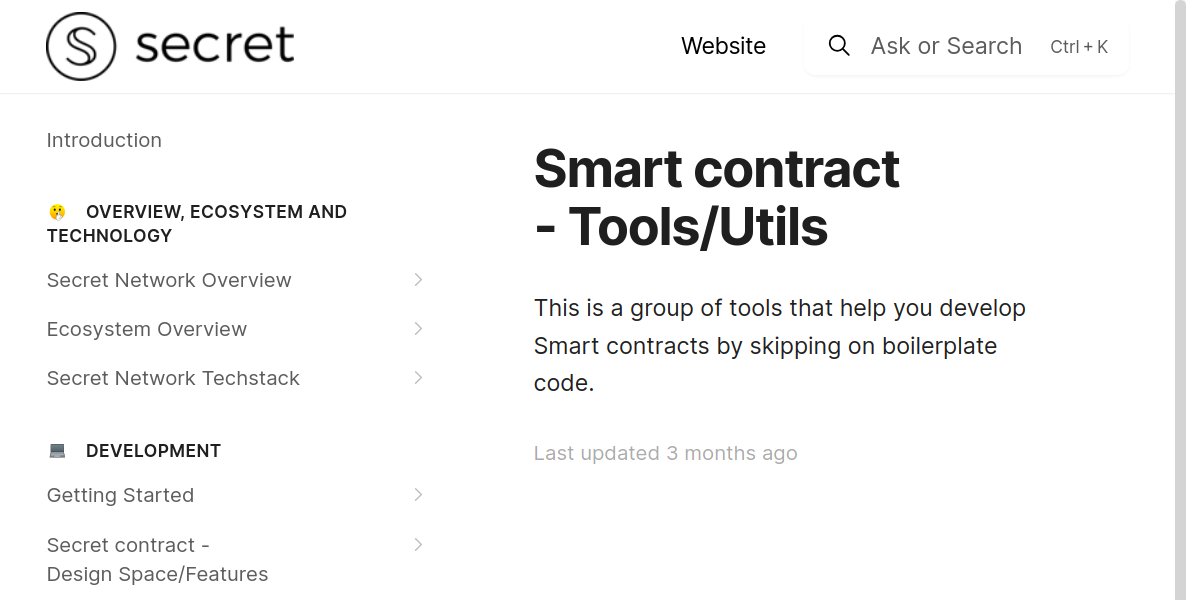 secret
Website
Ask or Search
Ctrl + K
Introduction
OVERVIEW, ECOSYSTEM AND
TECHNOLOGY
Secret Network Overview
Ecosystem Overview
Secret Network Techstack
DEVELOPMENT
Getting Started
Secret contract -
Design Space/Features
Smart contract
- Tools/Utils
This is a group of tools that help you develop
Smart contracts by skipping on boilerplate
code.
Last updated 3 months ago